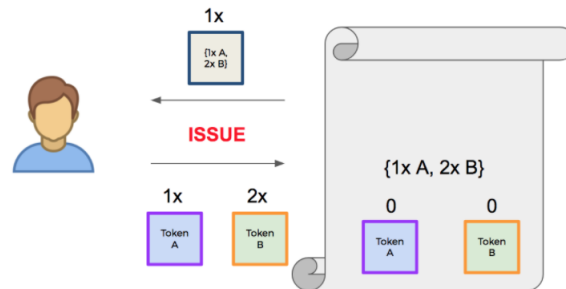 1x
{1x A,
2x B}
ISSUE
1x
2x
Token
A
Token
B
{1x A, 2x B}
0
0
Token
A
Token
B